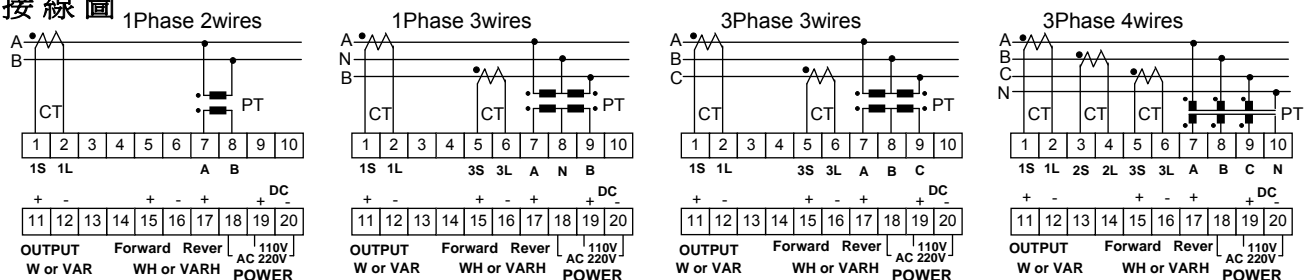 接線圖
1Phase 2wires
A
B
CT
PT
1 2 3 4 5 6 7 8 9 10
1S 1L A B
+ - + - + + DC -
11 12 13 14 15 16 17 18 19 20
OUTPUT Forward Rever 110V
AC 220V
W or VAR WH or VARH POWER
1Phase 3wires
A
N
B
CT CT PT
1 2 3 4 5 6 7 8 9 10
1S 1L 3S 3L A N B
+ - + - + + DC -
11 12 13 14 15 16 17 18 19 20
OUTPUT Forward Rever 110V
AC 220V
W or VAR WH or VARH POWER
3Phase 3wires
A
B
C
CT CT PT
1 2 3 4 5 6 7 8 9 10
1S 1L 3S 3L A B C
+ - + - + + DC -
11 12 13 14 15 16 17 18 19 20
OUTPUT Forward Rever 110V
AC 220V
W or VAR WH or VARH POWER
3Phase 4wires
A
B
C
N
CT CT CT PT
1 2 3 4 5 6 7 8 9 10
1S 1L 2S 2L 3S 3L A B C N
+ - + - + + DC -
11 12 13 14 15 16 17 18 19 20
OUTPUT Forward Rever 110V
AC 220V
W or VAR WH or VARH POWER